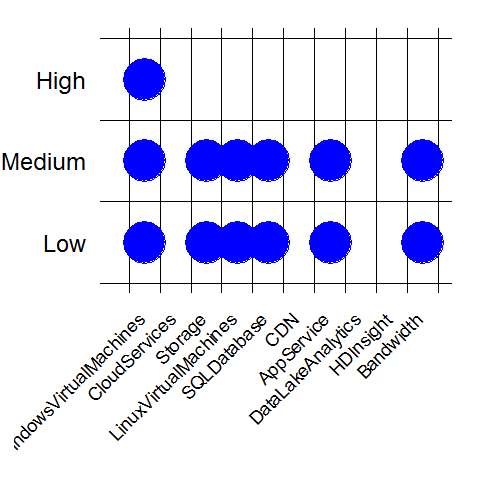 High
Medium
Low
ndowsVirtualMachines
CloudServices
Storage
LinuxVirtualMachines
SQLDatabase
CDN
AppService
DataLakeAnalytics
HDInsight
Bandwidth